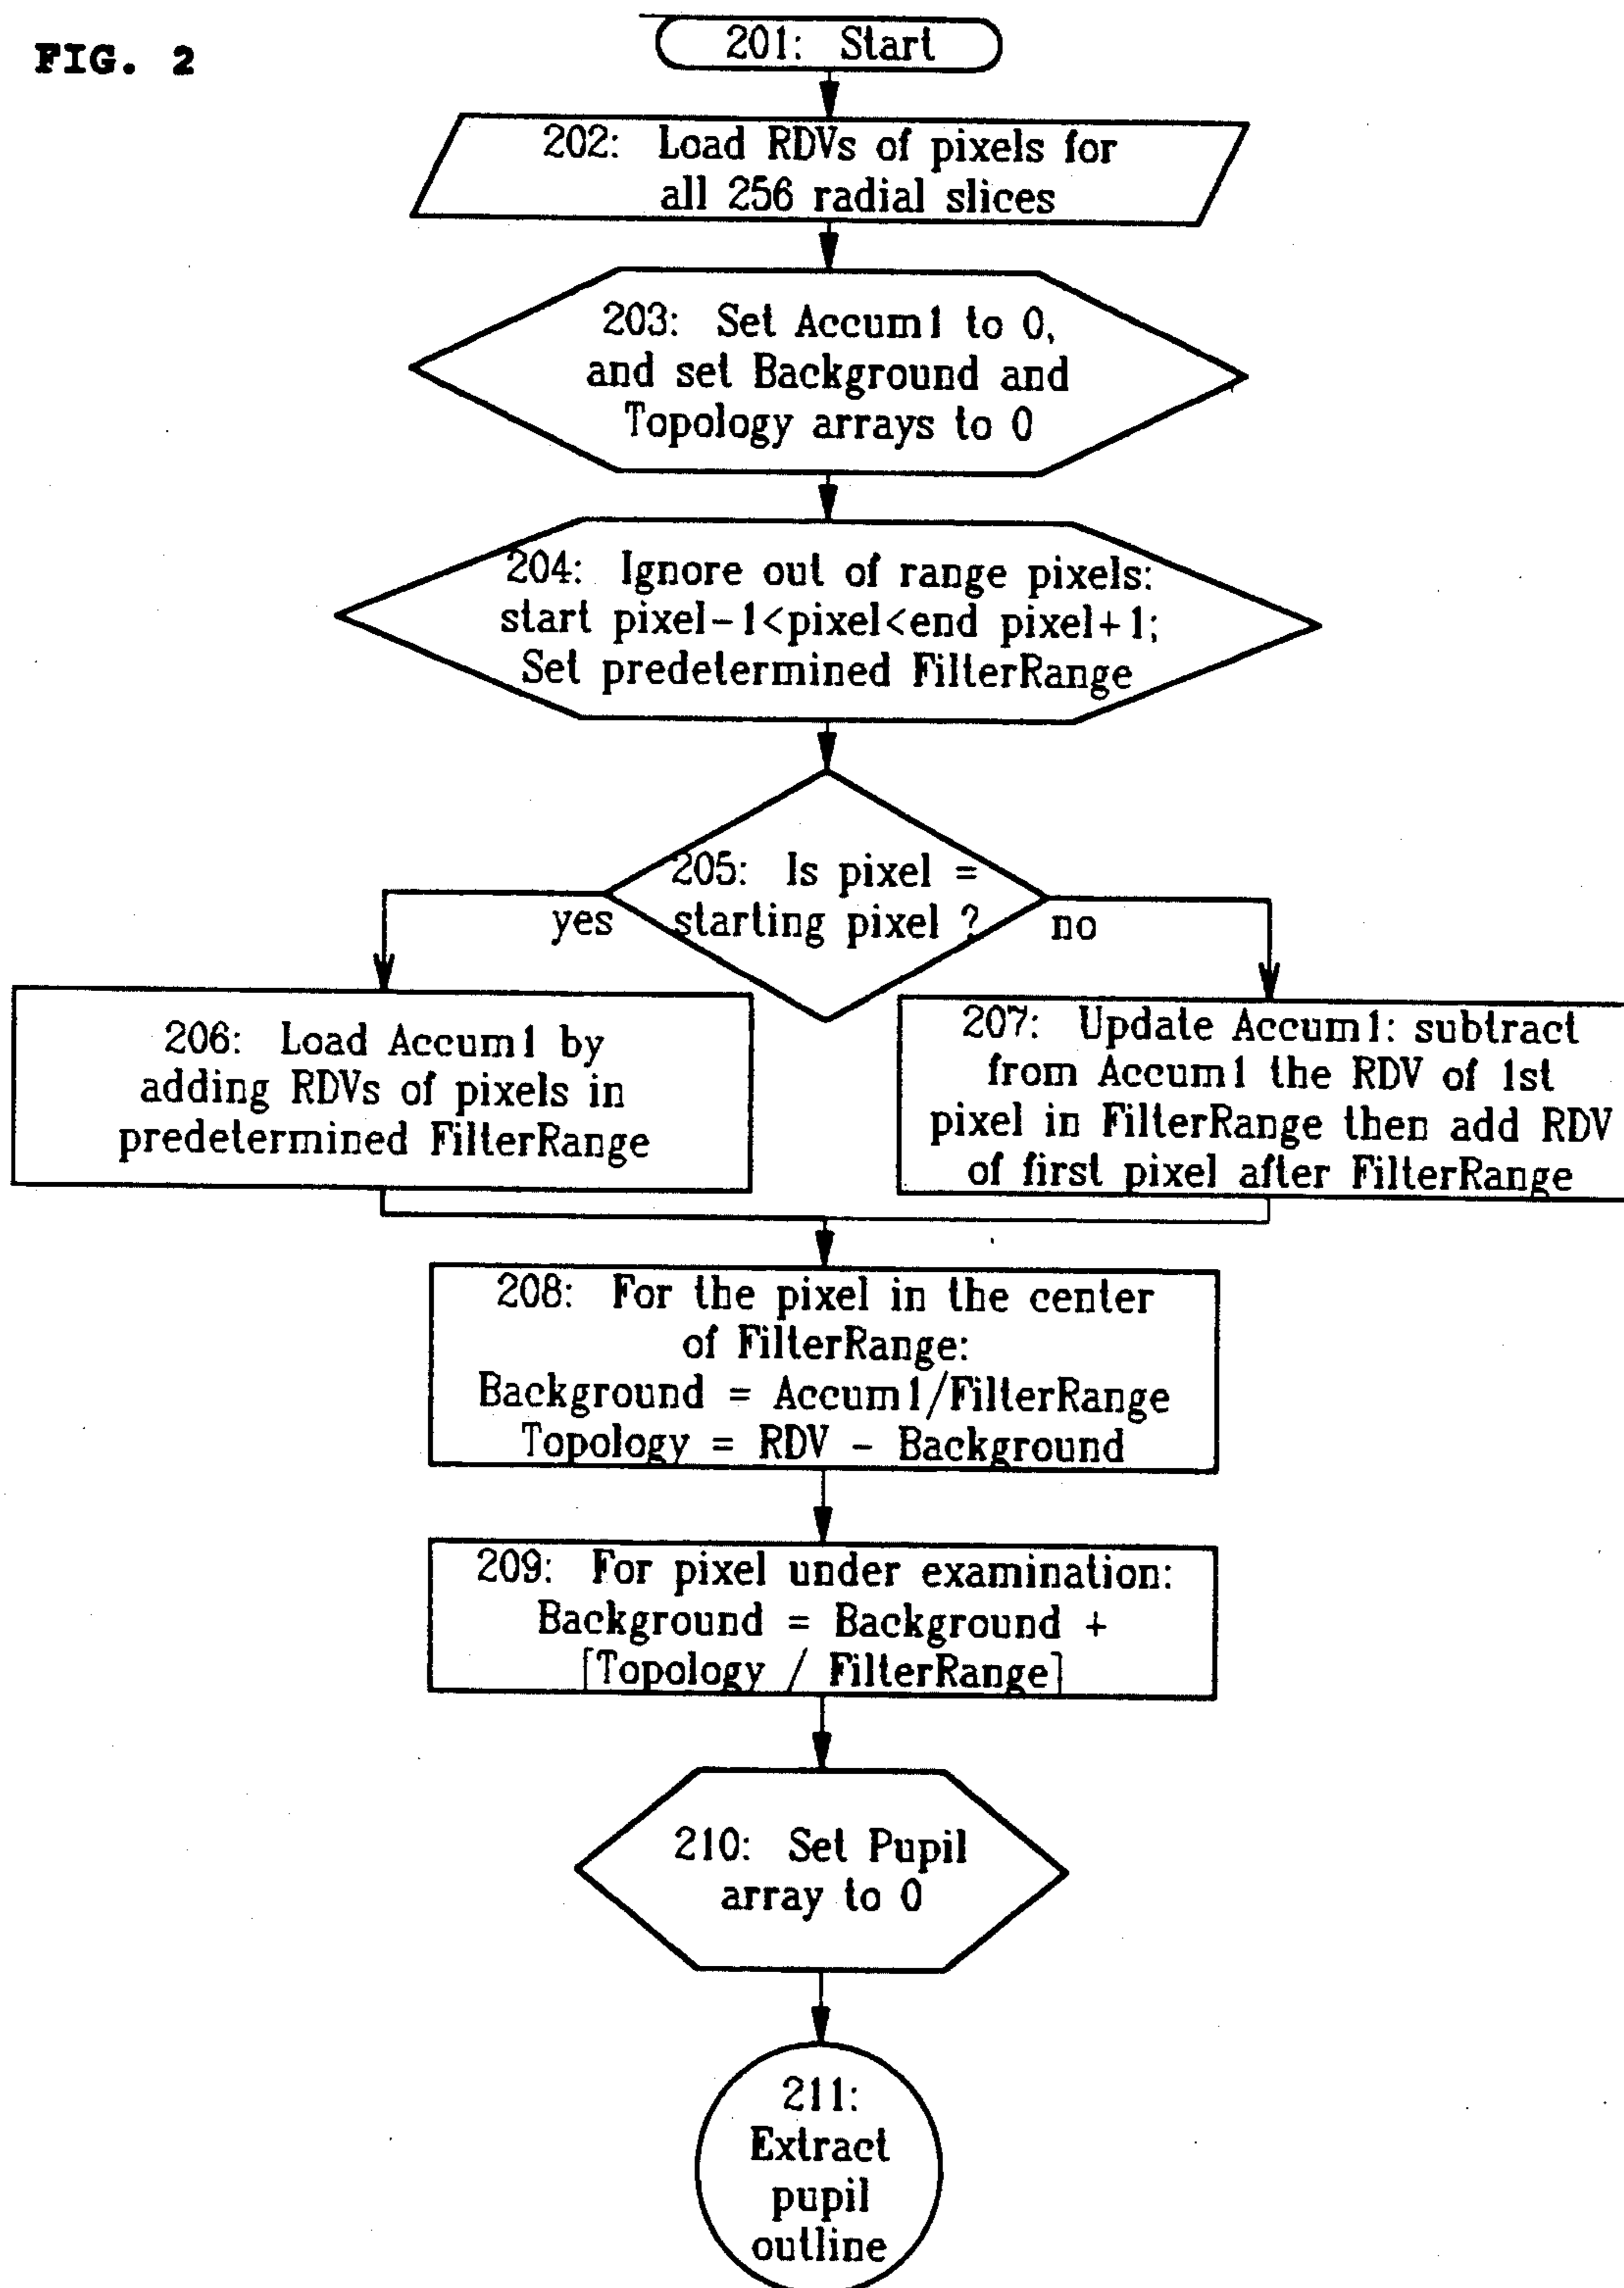 FIG. 2
201: Start
202: Load RDVs of pixels for
all 256 radial slices
203: Set Accum1 to 0,
and set Background and
Topology arrays to 0
204: Ignore out of range pixels:
start pixel-1<pixel<end pixel+1;
Set predetermined FilterRange
205: Is pixel =
starting pixel ?
yes
no
206: Load Accum1 by
adding RDVs of pixels in
predetermined FilterRange
207: Update Accum1: subtract
from Accum1 the RDV of 1st
pixel in FilterRange then add RDV
of first pixel after FilterRange
208: For the pixel in the center
of FilterRange:
Background = Accum1/FilterRange
Topology = RDV - Background
209: For pixel under examination:
Background = Background +
[Topology / FilterRange]
210: Set Pupil
array to 0
211:
Extract
pupil
outline